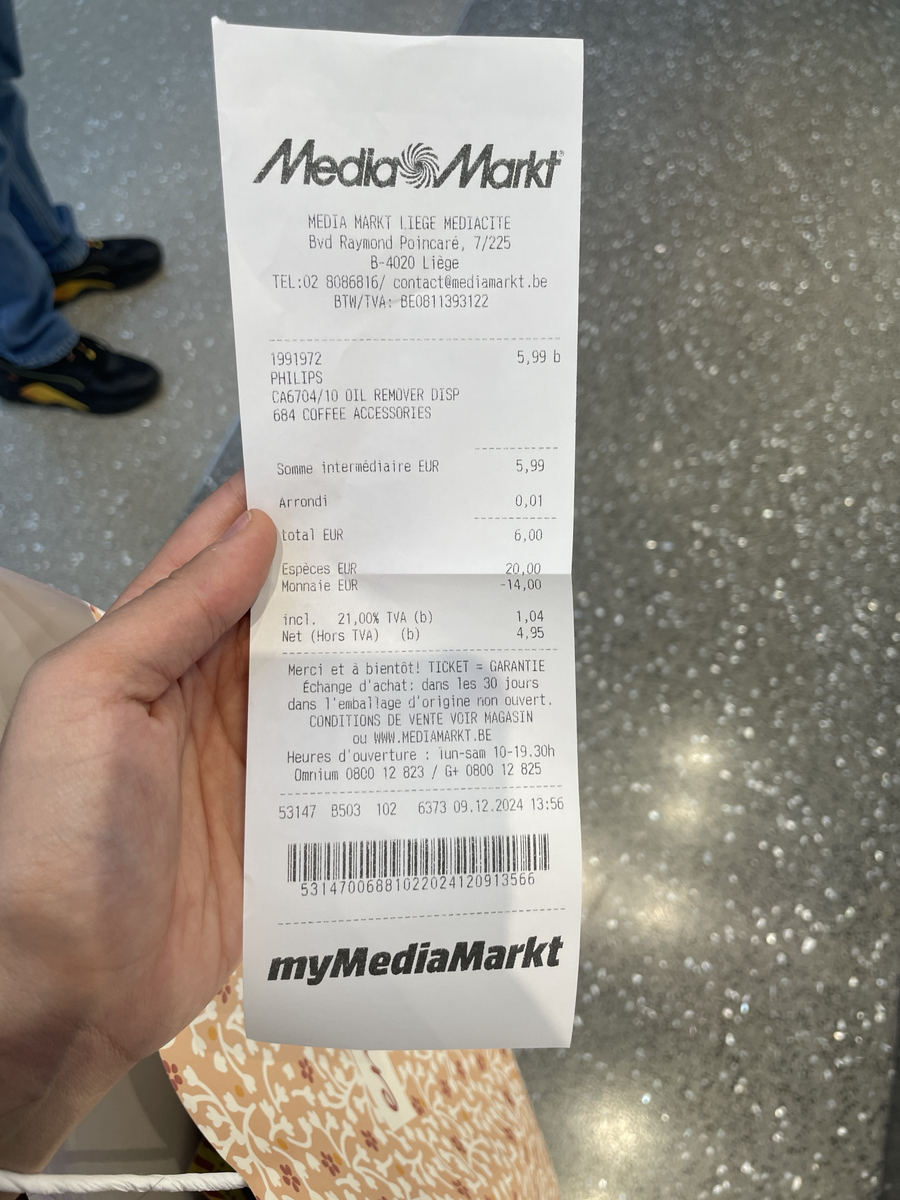 Media Markt®
MEDIA MARKT LIEGE MEDIACITE
Bvd Raymond Poincaré, 7/225
B-4020 Liège
TEL:02 8086816/ contact@mediamarkt.be
BTW/TVA: BE0811393122
1991972 5,99 b
PHILIPS
CA6704/10 OIL REMOVER DISP
684 COFFEE ACCESSORIES
Somme intermédiaire EUR 5,99
Arrondi 0,01
total EUR 6,00
Espèces EUR 20,00
Monnaie EUR -14,00
incl. 21,00% TVA (b) 1,04
Net (Hors TVA) (b) 4,95
Merci et à bientôt! TICKET = GARANTIE
Échange d'achat: dans les 30 jours
dans l'emballage d'origine non ouvert.
CONDITIONS DE VENTE VOIR MAGASIN
ou WWW.MEDIAMARKT.BE
Heures d'ouverture : lun-sam 10-19.30h
Omnium 0800 12 823 / G+ 0800 12 825
53147 B503 102 6373 09.12.2024 13:56
5314700688102202412091356​6
myMediaMarkt